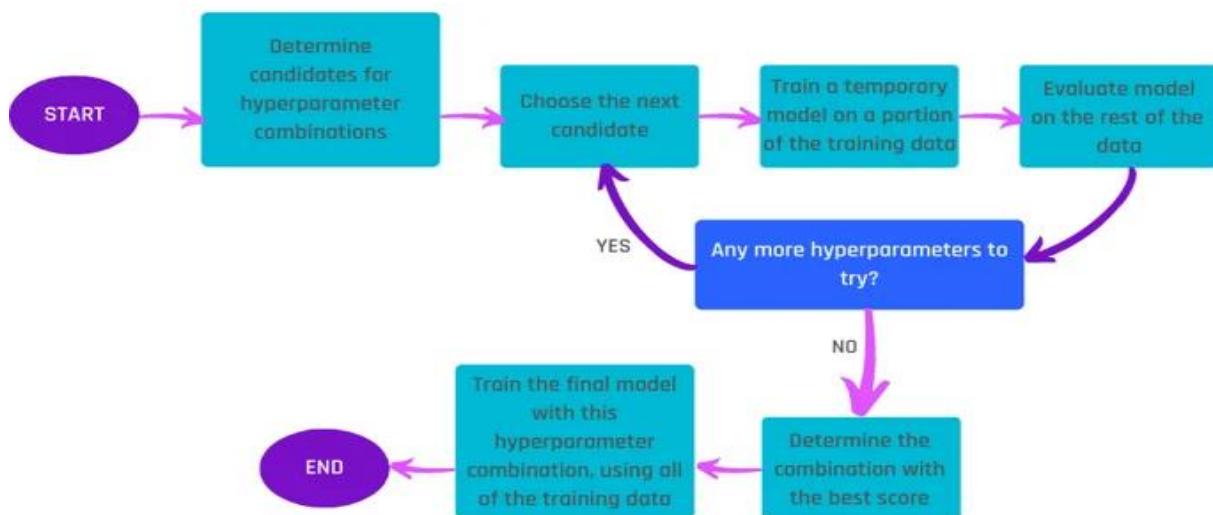 START
Determine
candidates for
hyperparameter
combinations
Choose the next
candidate
Train a temporary
model on a portion
of the training data
Evaluate model
on the rest of the
data
Any more hyperparameters to
try?
YES
NO
Determine the
combination with
the best score
Train the final model
with this
hyperparameter
combination, using all
of the training data
END